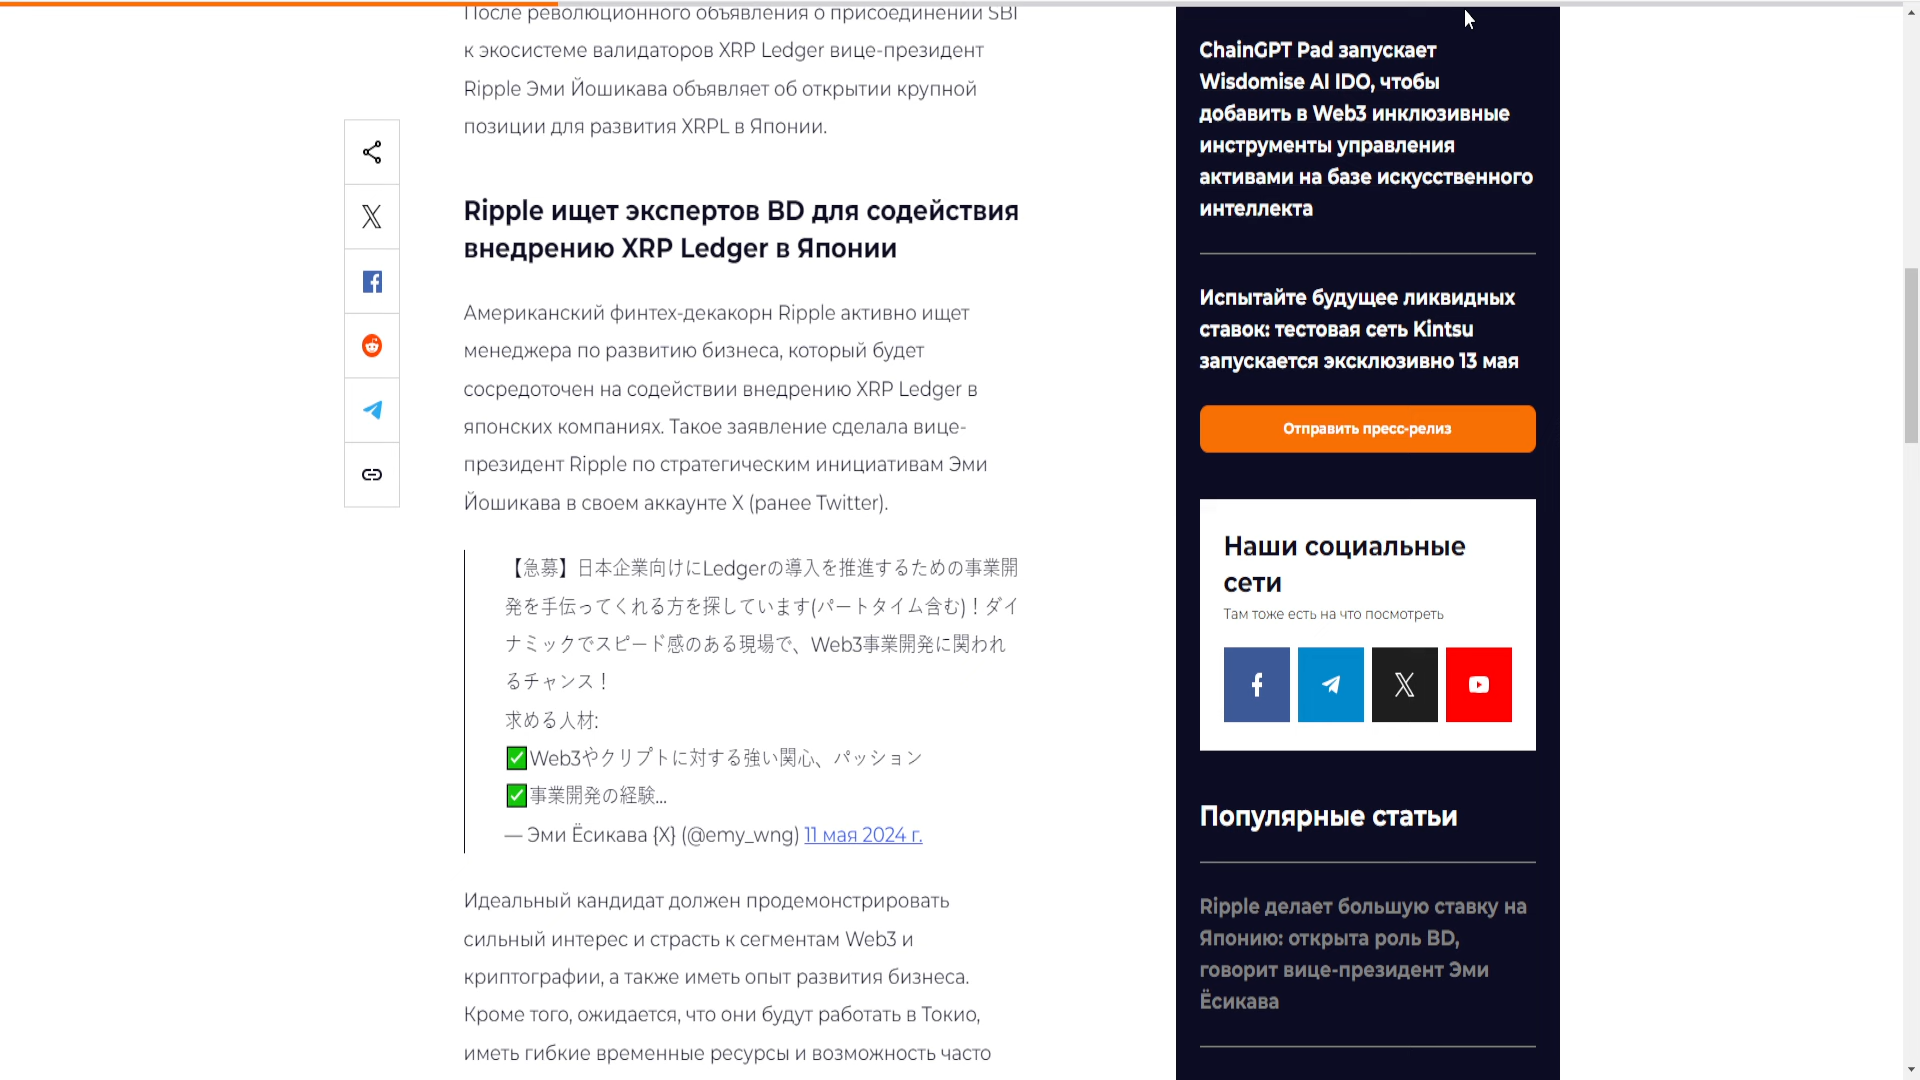 После революционного объявления о присоединении SBI
к экосистеме валидаторов XRP Ledger вице-президент
Ripple Эми Йошикава объявляет об открытии крупной
позиции для развития XRPL в Японии.
Ripple ищет экспертов BD для содействия
внедрению XRP Ledger в Японии
Американский финтех-декакорн Ripple активно ищет
менеджера по развитию бизнеса, который будет
сосредоточен на содействии внедрению XRP Ledger в
японских компаниях. Такое заявление сделала вице-
президент Ripple по стратегическим инициативам Эми
Йошикава в своем аккаунте X (ранее Twitter).
【急募】日本企業向けにLedgerの導入を推進するための事業開
発を手伝ってくれる方を探しています(パートタイム含む)！ダイ
ナミックでスピード感のある現場で、Web3事業開発に関われ
るチャンス！
求める人材:
✅Web3やクリプトに対する強い関心、パッション
✅事業開発の経験...
— Эми Ёсикава {X} (@emy_wng) 11 мая 2024 г.
Идеальный кандидат должен продемонстрировать
сильный интерес и страсть к сегментам Web3 и
криптографии, а также иметь опыт развития бизнеса.
Кроме того, ожидается, что они будут работать в Токио,
иметь гибкие временные ресурсы и возможность часто
ChainGPT Pad запускает
Wisdomise AI IDO, чтобы
добавить в Web3 инклюзивные
инструменты управления
активами на базе искусственного
интеллекта
Испытайте будущее ликвидных
ставок: тестовая сеть Kintsu
запускается эксклюзивно 13 мая
Отправить пресс-релиз
Наши социальные
сети
Там тоже есть на что посмотреть
Популярные статьи
Ripple делает большую ставку на
Японию: открыта роль BD,
говорит вице-президент Эми
Ёсикава